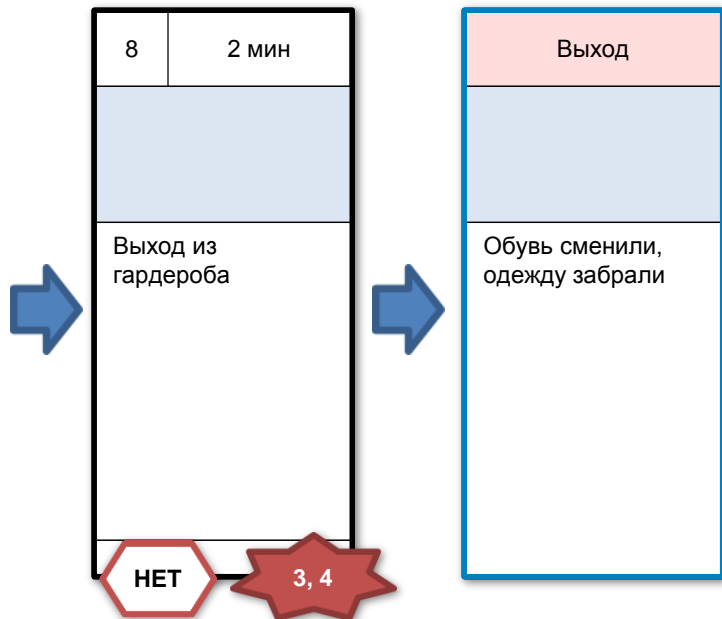 8
2 мин
Выход из
гардероба
НЕТ
3, 4
Выход
Обувь сменили,
одежду забрали